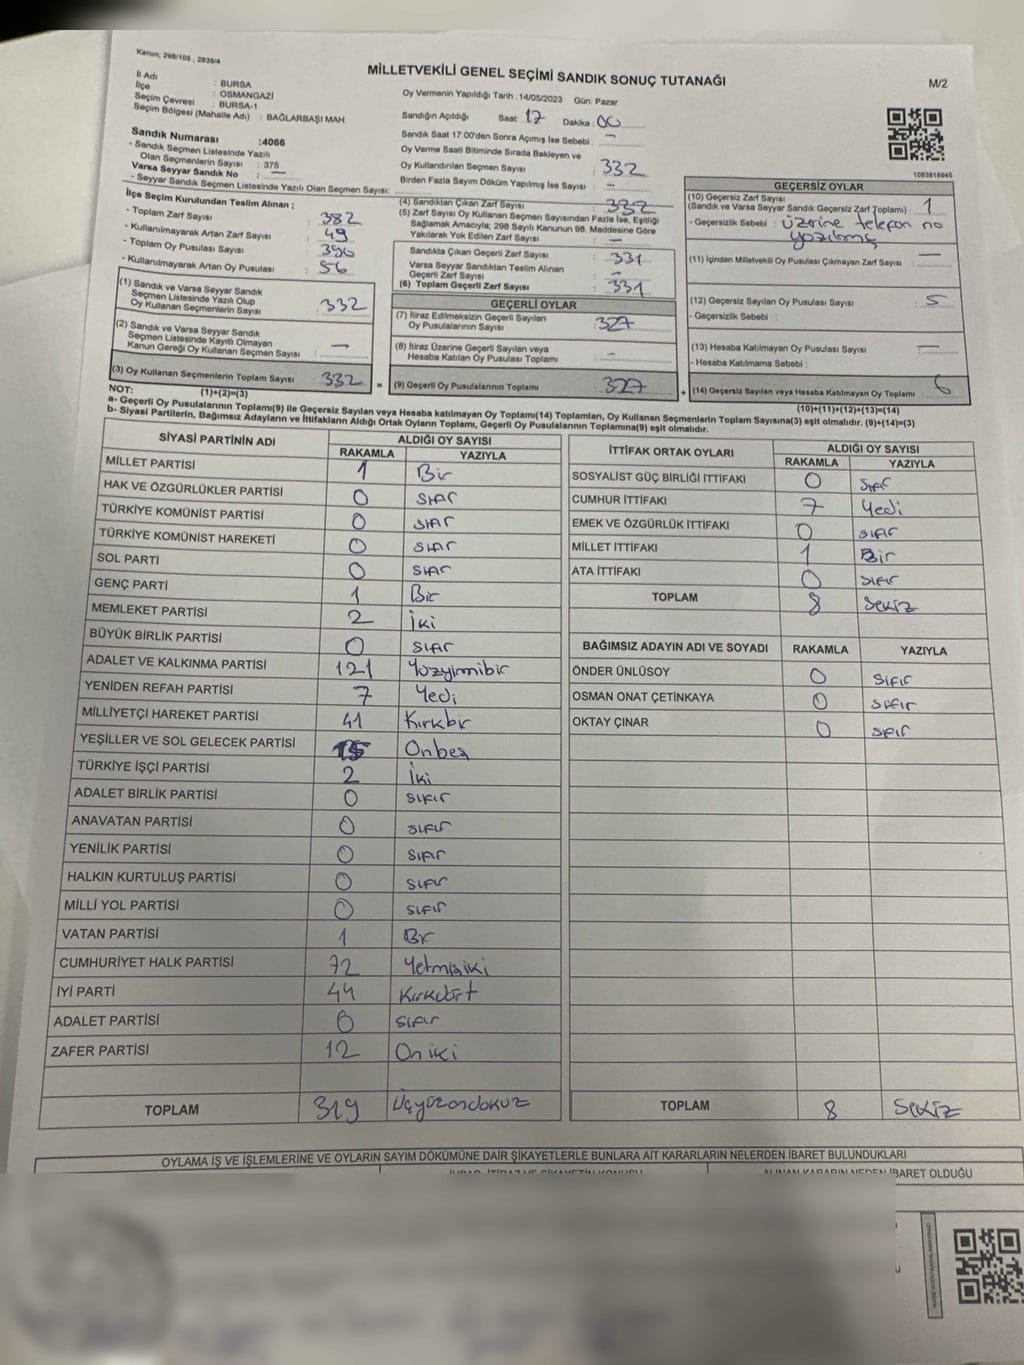 Kanun; 298/105 , 2839/4
MİLLETVEKİLİ GENEL SEÇİMİ SANDIK SONUÇ TUTANAĞI
M/2
İl Adı : BURSA
İlçe : OSMANGAZİ
Seçim Çevresi : BURSA-1
Seçim Bölgesi (Mahalle Adı) : BAĞLARBAŞI MAH
Sandık Numarası :4066
- Sandık Seçmen Listesinde Yazılı
Olan Seçmenlerin Sayısı : 375
Varsa Seyyar Sandık No : —
- Seyyar Sandık Seçmen Listesinde Yazılı Olan Seçmen Sayısı:
Oy Vermenin Yapıldığı Tarih :14/05/2023 Gün: Pazar
Sandığın Açıldığı Saat: 17 Dakika: 00
Sandık Saat 17:00'den Sonra Açımış İse Sebebi : —
Oy Verme Saati Bitiminde Sırada Bekleyen ve
Oy Kullandırılan Seçmen Sayısı : 332
Birden Fazla Sayım Döküm Yapılmış İse Sayısı : —
1083818045
İlçe Seçim Kurulundan Teslim Alınan ;
- Toplam Zarf Sayısı : 382
- Kullanılmayarak Artan Zarf Sayısı : 49
- Toplam Oy Pusulası Sayısı : 390
- Kullanılmayarak Artan Oy Pusulası : 56
(1) Sandık ve Varsa Seyyar Sandık
Seçmen Listesinde Yazılı Olup
Oy Kullanan Seçmenlerin Sayısı : 332
(2) Sandık ve Varsa Seyyar Sandık
Seçmen Listesinde Kayıtlı Olmayan
Kanun Gereği Oy Kullanan Seçmen Sayısı : —
(3) Oy Kullanan Seçmenlerin Toplam Sayısı : 332
(1)+(2)=(3)
(4) Sandıktan Çıkan Zarf Sayısı : 332
(5) Zarf Sayısı Oy Kullanan Seçmen Sayısından Fazla İse, Eşitliği
Sağlamak Amacıyla; 298 Sayılı Kanunun 98. Maddesine Göre
Yakılarak Yok Edilen Zarf Sayısı : —
Sandıkta Çıkan Geçerli Zarf Sayısı : 331
Varsa Seyyar Sandıktan Teslim Alınan
Geçerli Zarf Sayısı : —
(6) Toplam Geçerli Zarf Sayısı : 331
GEÇERLİ OYLAR
(7) İtiraz Edilmeksizin Geçerli Sayılan
Oy Pusulalarının Sayısı : 327
(8) İtiraz Üzerine Geçerli Sayılan veya
Hesaba Katılan Oy Pusulası Toplamı : —
= (9) Geçerli Oy Pusulalarının Toplamı : 327 +
GEÇERSİZ OYLAR
(10) Geçersiz Zarf Sayısı
(Sandık ve Varsa Seyyar Sandık Geçersiz Zarf Toplamı) : 1
- Geçersizlik Sebebi : üzerine telefon no
yazılmış
(11) İçinden Milletvekili Oy Pusulası Çıkmayan Zarf Sayısı : —
(12) Geçersiz Sayılan Oy Pusulası Sayısı : 5
- Geçersizlik Sebebi :
(13) Hesaba Katılmayan Oy Pusulası Sayısı : —
- Hesaba Katılmama Sebebi :
(14) Geçersiz Sayılan veya Hesaba Katılmayan Oy Toplamı : 6
(10)+(11)+(12)+(13)=(14)
NOT:
a- Geçerli Oy Pusulalarının Toplamı(9) ile Geçersiz Sayılan veya Hesaba katılmayan Oy Toplamı(14) Toplamları, Oy Kullanan Seçmenlerin Toplam Sayısına(3) eşit olmalıdır. (9)+(14)=(3)
b- Siyasi Partilerin, Bağımsız Adayların ve İttifakların Aldığı Ortak Oyların Toplamı, Geçerli Oy Pusulalarının Toplamına(9) eşit olmalıdır.
SİYASİ PARTİNİN ADI ALDIĞI OY SAYISI
RAKAMLA YAZIYLA
MİLLET PARTİSİ 1 Bir
HAK VE ÖZGÜRLÜKLER PARTİSİ 0 sıfır
TÜRKİYE KOMÜNİST PARTİSİ 0 sıfır
TÜRKİYE KOMÜNİST HAREKETİ 0 sıfır
SOL PARTİ 0 sıfır
GENÇ PARTİ 1 Bir
MEMLEKET PARTİSİ 2 İki
BÜYÜK BİRLİK PARTİSİ 0 sıfır
ADALET VE KALKINMA PARTİSİ 121 Yüzyirmibir
YENİDEN REFAH PARTİSİ 7 Yedi
MİLLİYETÇİ HAREKET PARTİSİ 41 Kırkbir
YEŞİLLER VE SOL GELECEK PARTİSİ 15 Onbeş
TÜRKİYE İŞÇİ PARTİSİ 2 İki
ADALET BİRLİK PARTİSİ 0 sıfır
ANAVATAN PARTİSİ 0 sıfır
YENİLİK PARTİSİ 0 sıfır
HALKIN KURTULUŞ PARTİSİ 0 sıfır
MİLLİ YOL PARTİSİ 0 sıfır
VATAN PARTİSİ 1 Bir
CUMHURİYET HALK PARTİSİ 72 Yetmişiki
İYİ PARTİ 44 Kırkdört
ADALET PARTİSİ 0 sıfır
ZAFER PARTİSİ 12 On iki
TOPLAM 319 Üçyüzondokuz
İTTİFAK ORTAK OYLARI ALDIĞI OY SAYISI
RAKAMLA YAZIYLA
SOSYALİST GÜÇ BİRLİĞİ İTTİFAKI 0 sıfır
CUMHUR İTTİFAKI 7 Yedi
EMEK VE ÖZGÜRLÜK İTTİFAKI 0 sıfır
MİLLET İTTİFAKI 1 Bir
ATA İTTİFAKI 0 sıfır
TOPLAM 8 Sekiz
BAĞIMSIZ ADAYIN ADI VE SOYADI RAKAMLA YAZIYLA
ÖNDER ÜNLÜSOY 0 sıfır
OSMAN ONAT ÇETİNKAYA 0 sıfır
OKTAY ÇINAR 0 sıfır
TOPLAM 8 Sekiz
OYLAMA İŞ VE İŞLEMLERİNE VE OYLARIN SAYIM DÖKÜMÜNE DAİR ŞİKAYETLERLE BUNLARA AİT KARARLARIN NELERDEN İBARET BULUNDUKLARI
ALINAN KARARIN NEDEN İBARET OLDUĞU